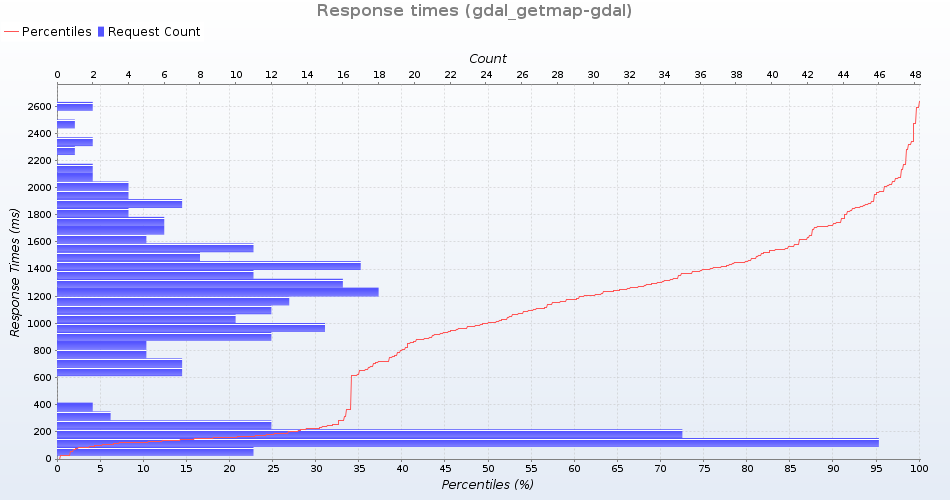 Response times (gdal_getmap-gdal)
Percentiles Request Count
Count
0 2 4 6 8 10 12 14 16 18 20 22 24 26 28 30 32 34 36 38 40 42 44 46 48
2600
2400
2200
2000
1800
1600
1400
1200
1000
800
600
400
200
0
Response Times (ms)
0 5 10 15 20 25 30 35 40 45 50 55 60 65 70 75 80 85 90 95 100
Percentiles (%)